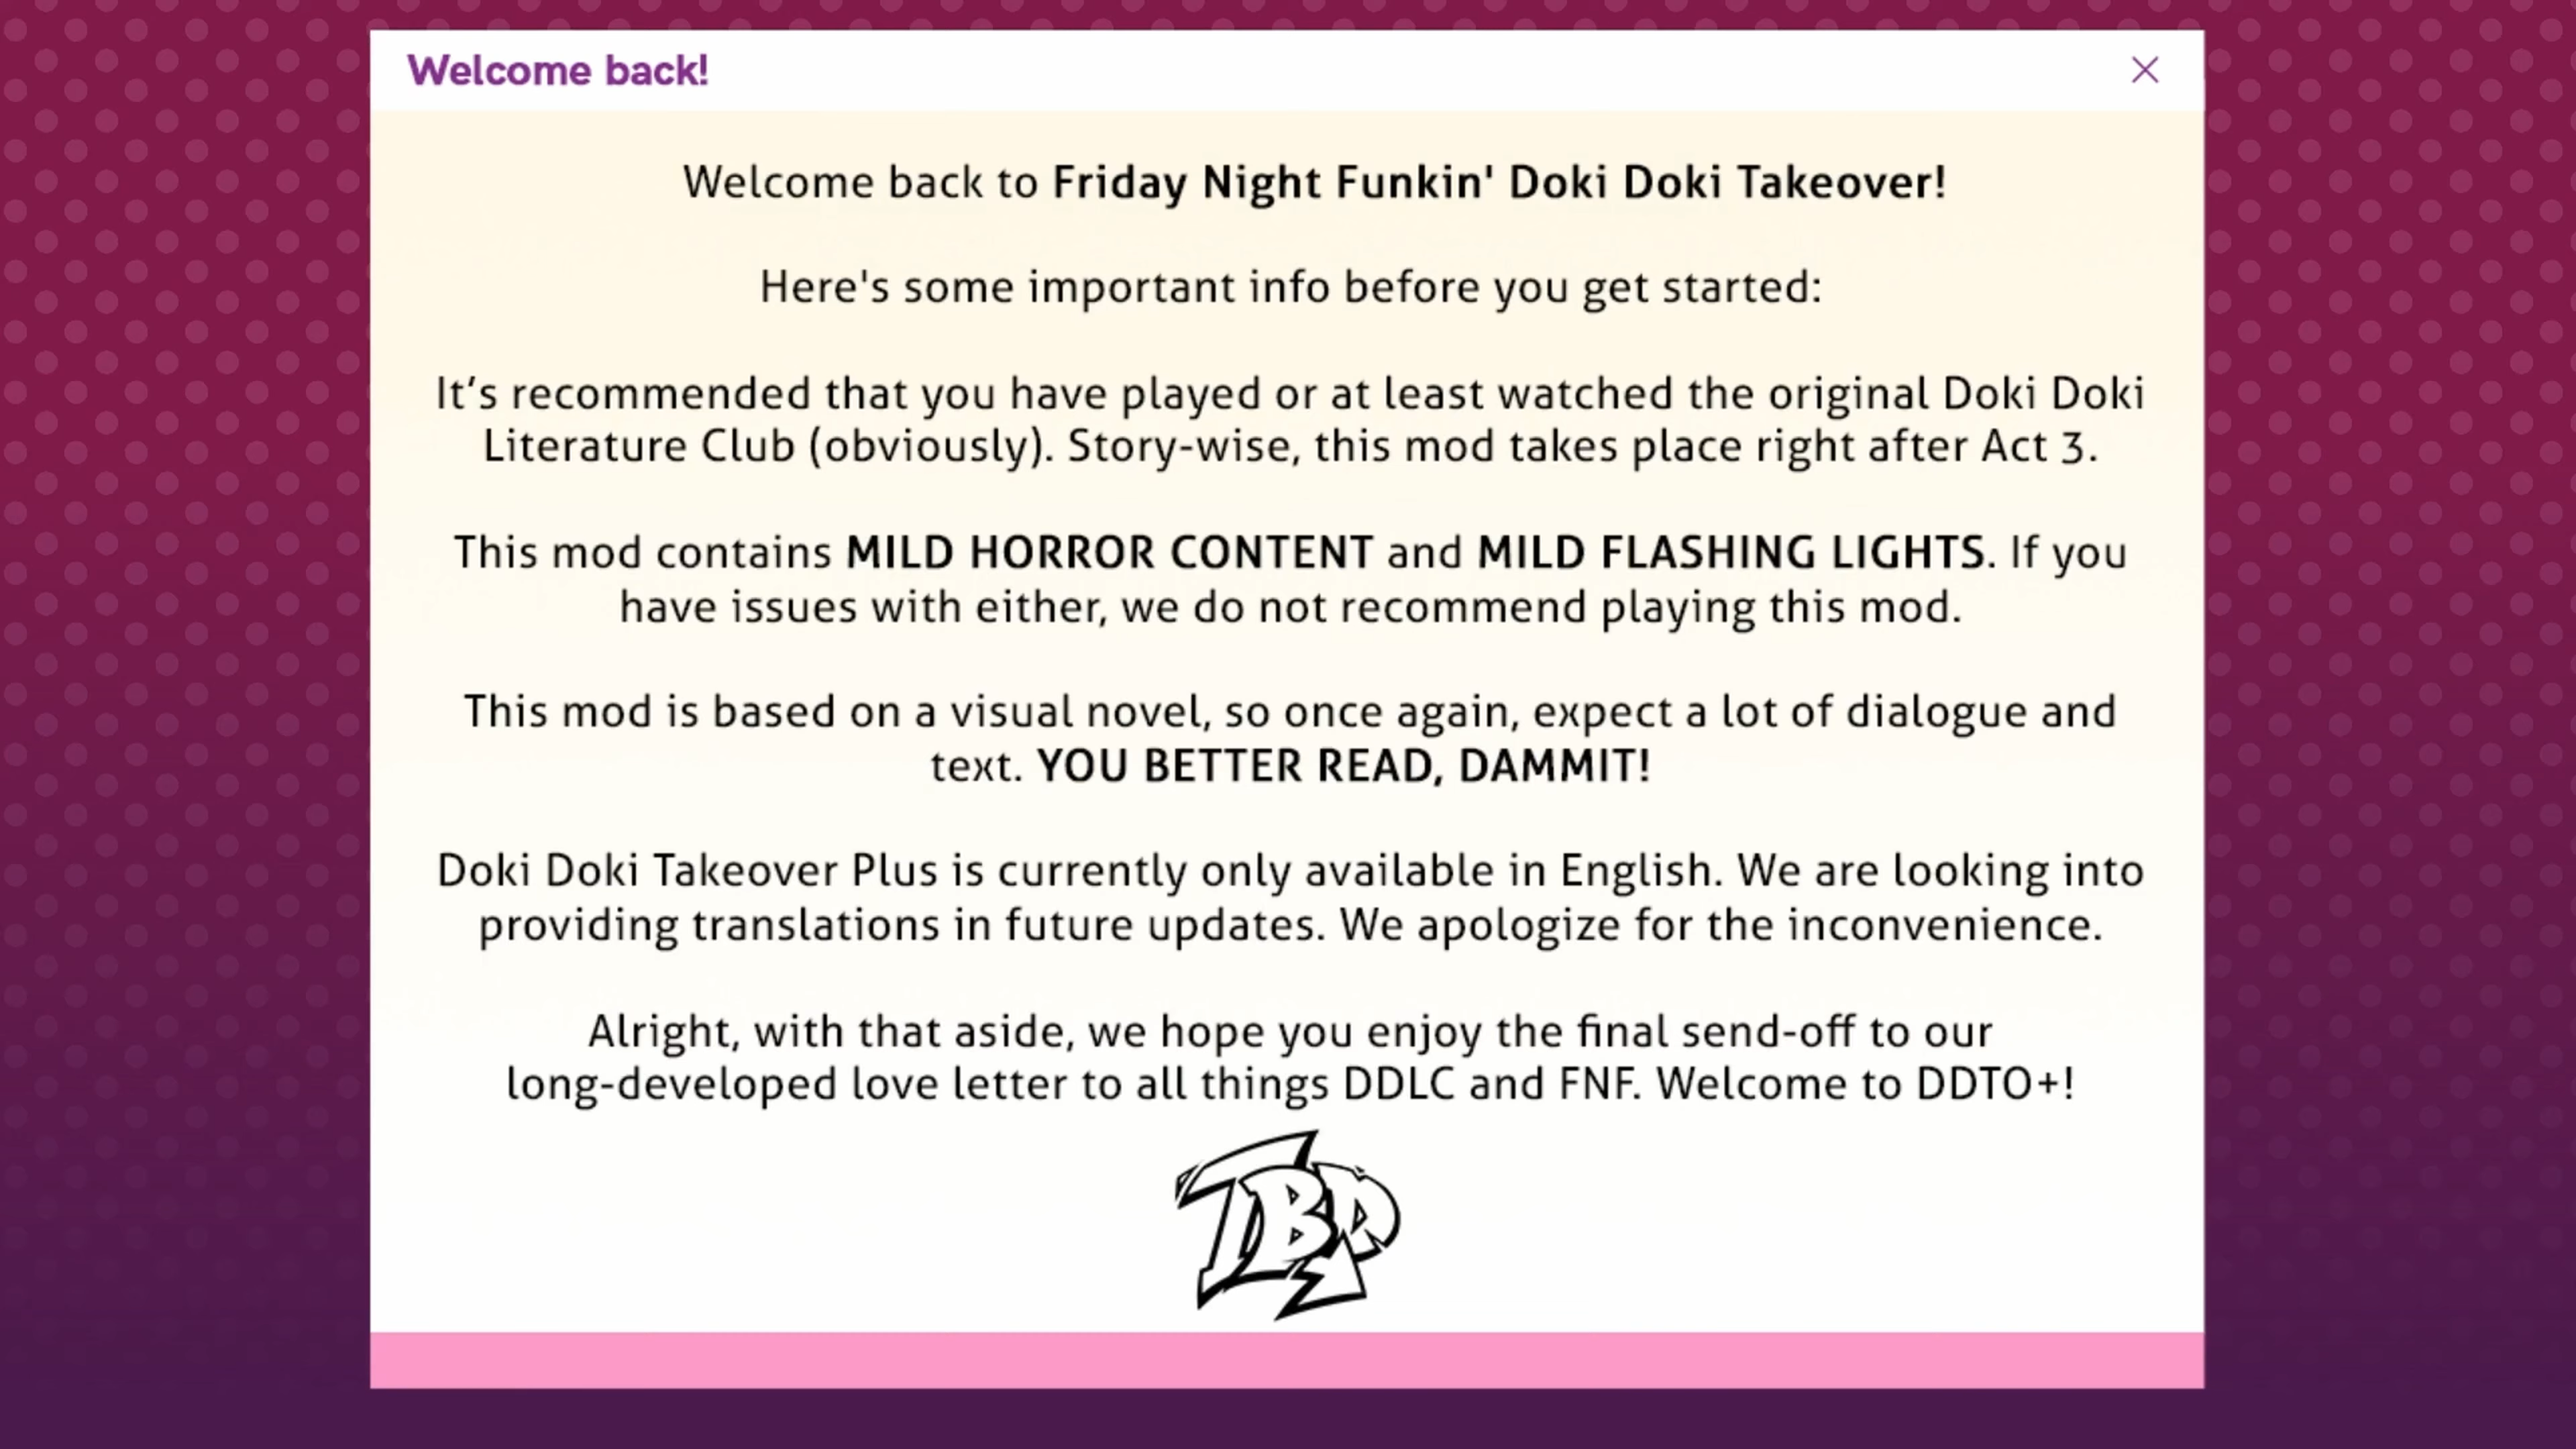 Welcome back!
Welcome back to Friday Night Funkin' Doki Doki Takeover!
Here's some important info before you get started:
It’s recommended that you have played or at least watched the original Doki Doki
Literature Club (obviously). Story-wise, this mod takes place right after Act 3.
This mod contains MILD HORROR CONTENT and MILD FLASHING LIGHTS. If you
have issues with either, we do not recommend playing this mod.
This mod is based on a visual novel, so once again, expect a lot of dialogue and
text. YOU BETTER READ, DAMMIT!
Doki Doki Takeover Plus is currently only available in English. We are looking into
providing translations in future updates. We apologize for the inconvenience.
Alright, with that aside, we hope you enjoy the final send-off to our
long-developed love letter to all things DDLC and FNF. Welcome to DDTO+!
TBD